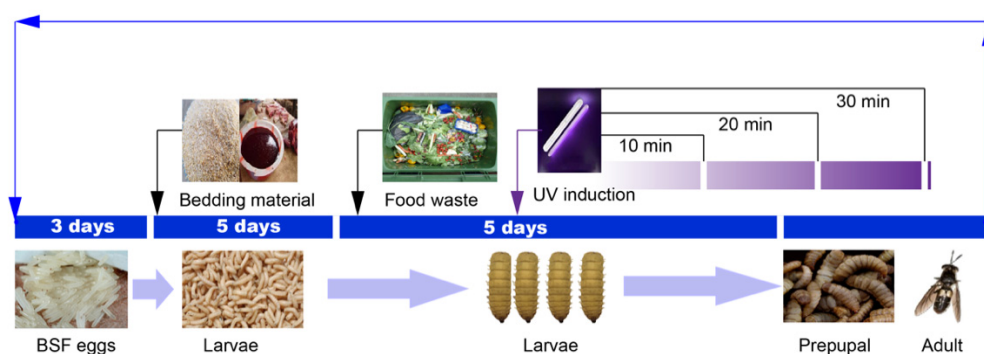 30 min
20 min
10 min
Bedding material
Food waste
UV induction
3 days
5 days
5 days
BSF eggs
Larvae
Larvae
Prepupal
Adult